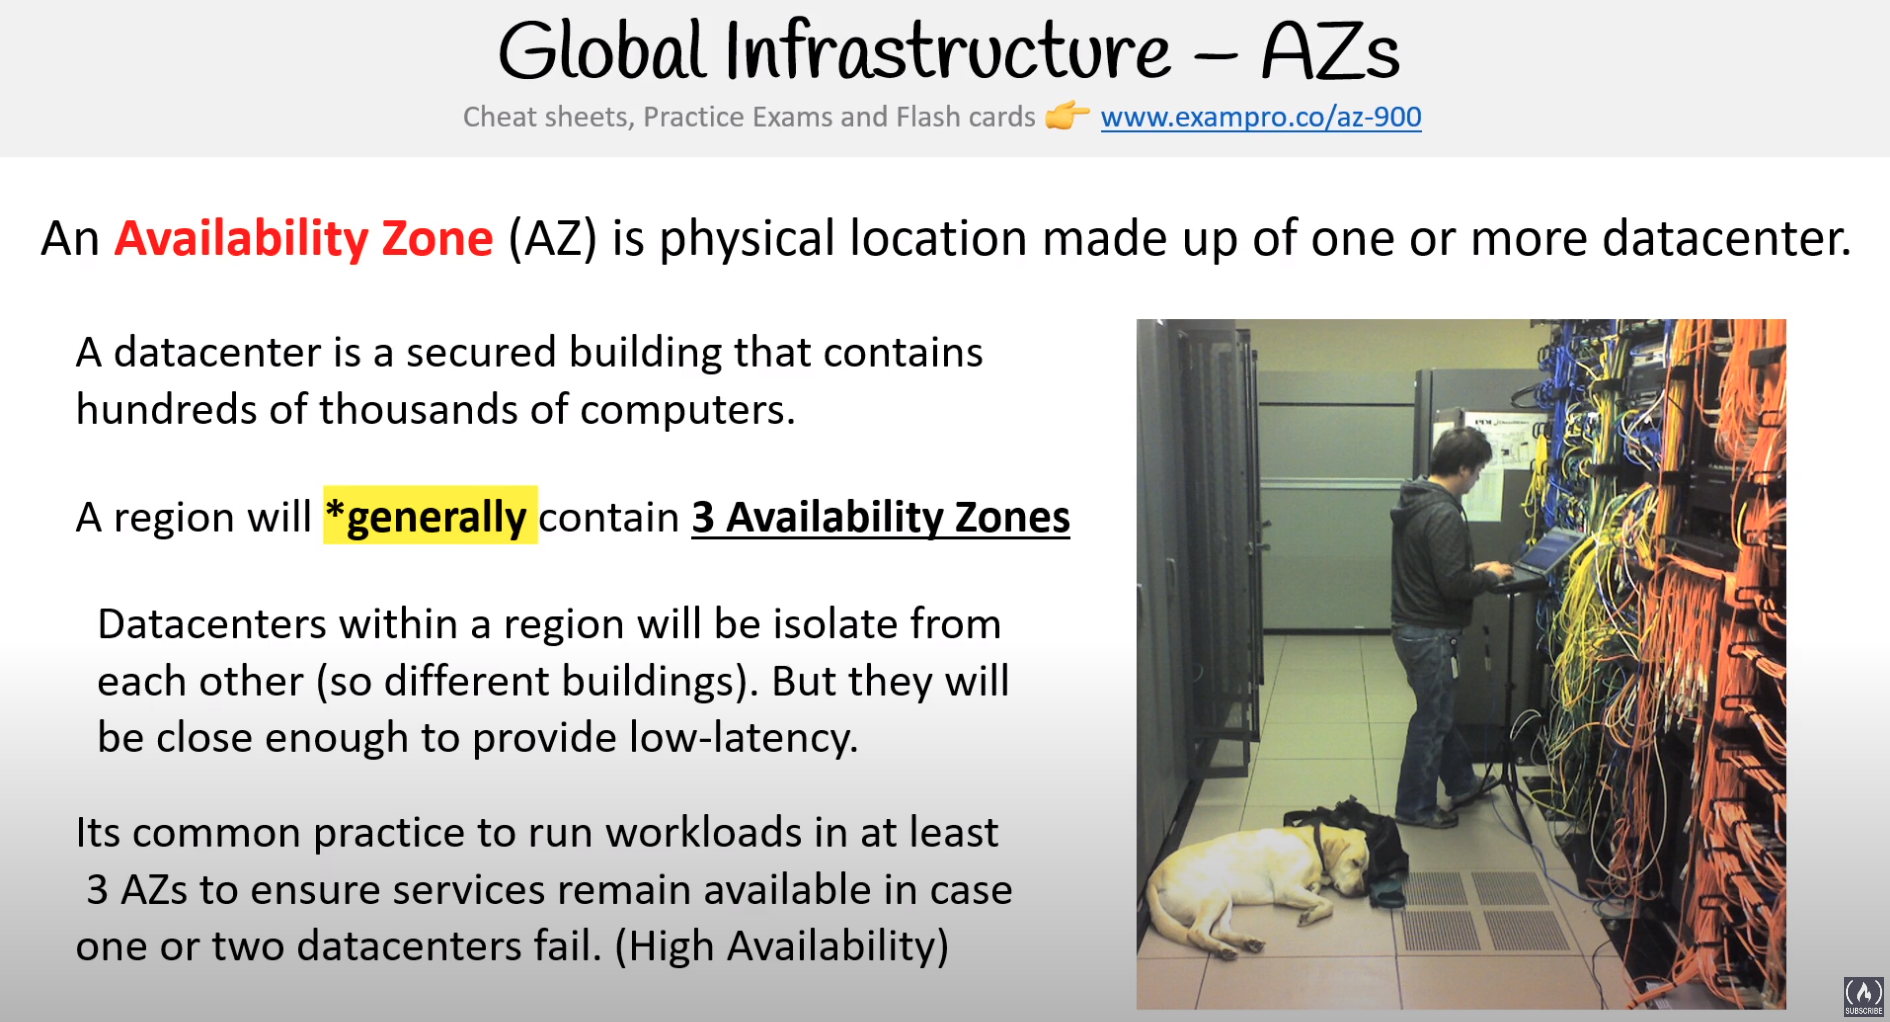 Global Infrastructure – AZs
Cheat sheets, Practice Exams and Flash cards 👉 www.exampro.co/az-900
An Availability Zone (AZ) is physical location made up of one or more datacenter.
A datacenter is a secured building that contains
hundreds of thousands of computers.
A region will *generally contain 3 Availability Zones
Datacenters within a region will be isolate from
each other (so different buildings). But they will
be close enough to provide low-latency.
Its common practice to run workloads in at least
3 AZs to ensure services remain available in case
one or two datacenters fail. (High Availability)
SUBSCRIBE